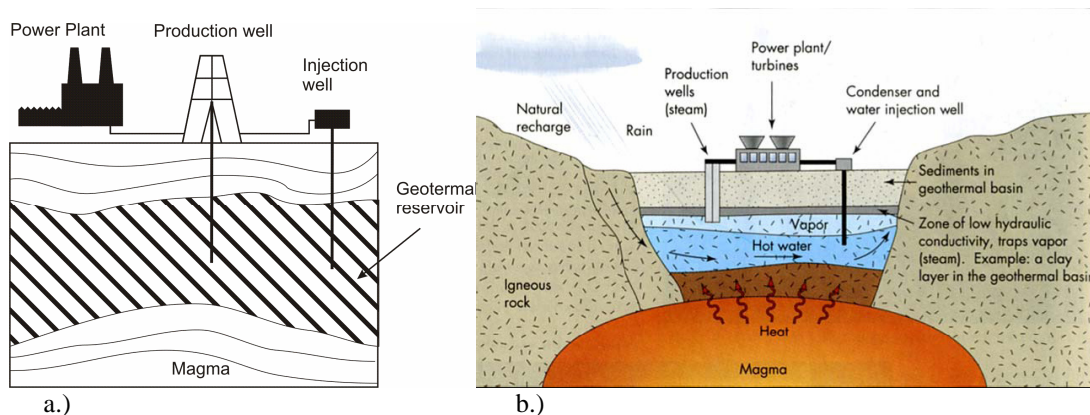 Power Plant
Production well
Injection
well
Geotermal
reservoir
Magma
a.)
Power plant/
turbines
Production
wells
(steam)
Condenser and
water injection well
Natural
recharge
Rain
Sediments in
geothermal basin
Vapor
Hot water
Zone of low hydraulic
conductivity, traps vapor
(steam). Example: a clay
layer in the geothermal basin
Igneous
rock
Heat
Magma
b.)